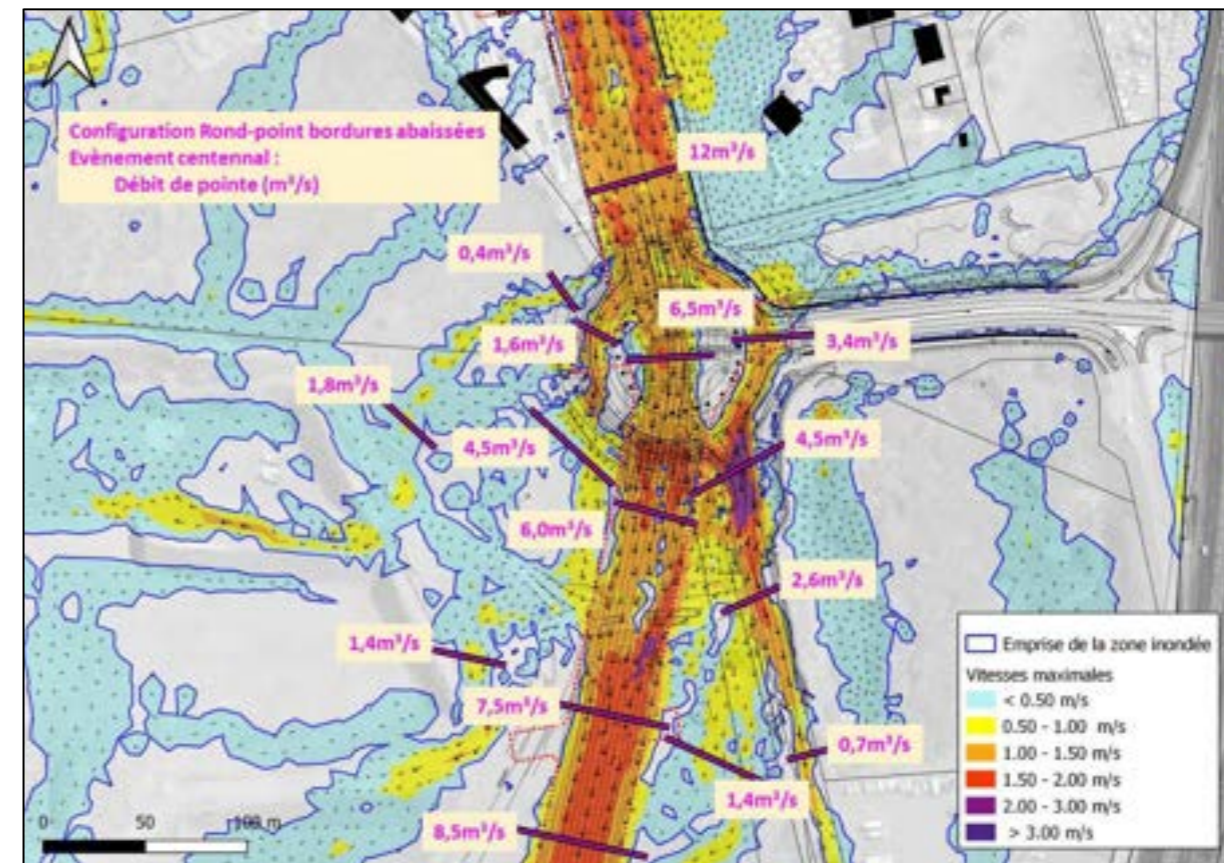 Configuration Rond-point bordures abaissées
Evènement centennal :
Débit de pointe (m³/s)
12m³/s
0,4m³/s
6,5m³/s
1,6m³/s
3,4m³/s
1,8m³/s
4,5m³/s
4,5m³/s
6,0m³/s
2,6m³/s
1,4m³/s
7,5m³/s
0,7m³/s
1,4m³/s
8,5m³/s
0 50 100 m
Emprise de la zone inondée
Vitesses maximales
< 0.50 m/s
0.50 - 1.00 m/s
1.00 - 1.50 m/s
1.50 - 2.00 m/s
2.00 - 3.00 m/s
> 3.00 m/s